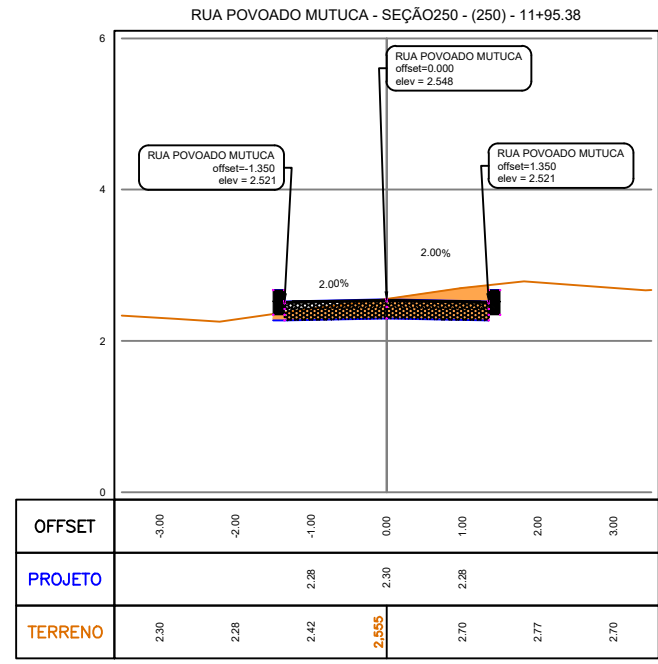 RUA POVOADO MUTUCA - SEÇÃO250 - (250) - 11+95.38
6
RUA POVOADO MUTUCA
offset=0.000
elev = 2.548
RUA POVOADO MUTUCA
offset=-1.350
elev = 2.521
RUA POVOADO MUTUCA
offset=1.350
elev = 2.521
4
2.00%
2.00%
2
0
OFFSET -3.00 -2.00 -1.00 0.00 1.00 2.00 3.00
PROJETO 2.28 2.30 2.28
TERRENO 2.30 2.28 2.42 2,555 2.70 2.77 2.70